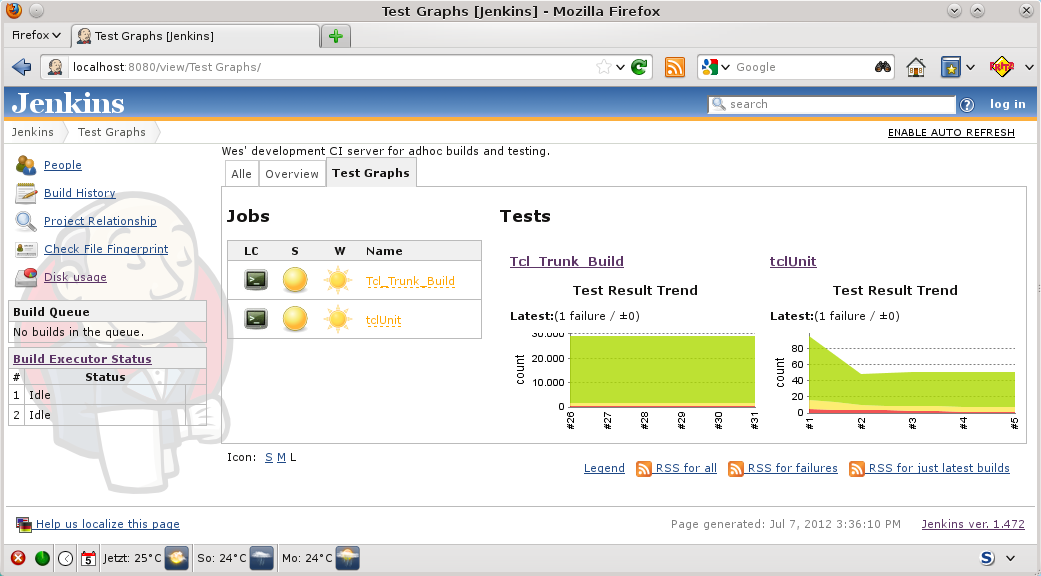 Test Graphs [Jenkins] - Mozilla Firefox
Firefox
Test Graphs [Jenkins]
localhost:8080/view/Test Graphs/
Google
Jenkins
search
log in
Jenkins
Test Graphs
ENABLE AUTO REFRESH
People
Build History
Project Relationship
Check File Fingerprint
Disk usage
Build Queue
No builds in the queue.
Build Executor Status
# Status
1 Idle
2 Idle
Wes' development CI server for adhoc builds and testing.
Alle Overview Test Graphs
Jobs
LC S W Name
Tcl_Trunk_Build
tclUnit
Tests
Tcl_Trunk_Build
Test Result Trend
Latest:(1 failure / ±0)
30.000
20.000
10.000
0
count
#26 #27 #28 #29 #30 #31
tclUnit
Test Result Trend
Latest:(1 failure / ±0)
80
60
40
20
0
count
#1 #2 #3 #4 #5
Icon: S M L
Legend RSS for all RSS for failures RSS for just latest builds
Help us localize this page
Page generated: Jul 7, 2012 3:36:10 PM Jenkins ver. 1.472
5 Jetzt: 25°C So: 24°C Mo: 24°C
S